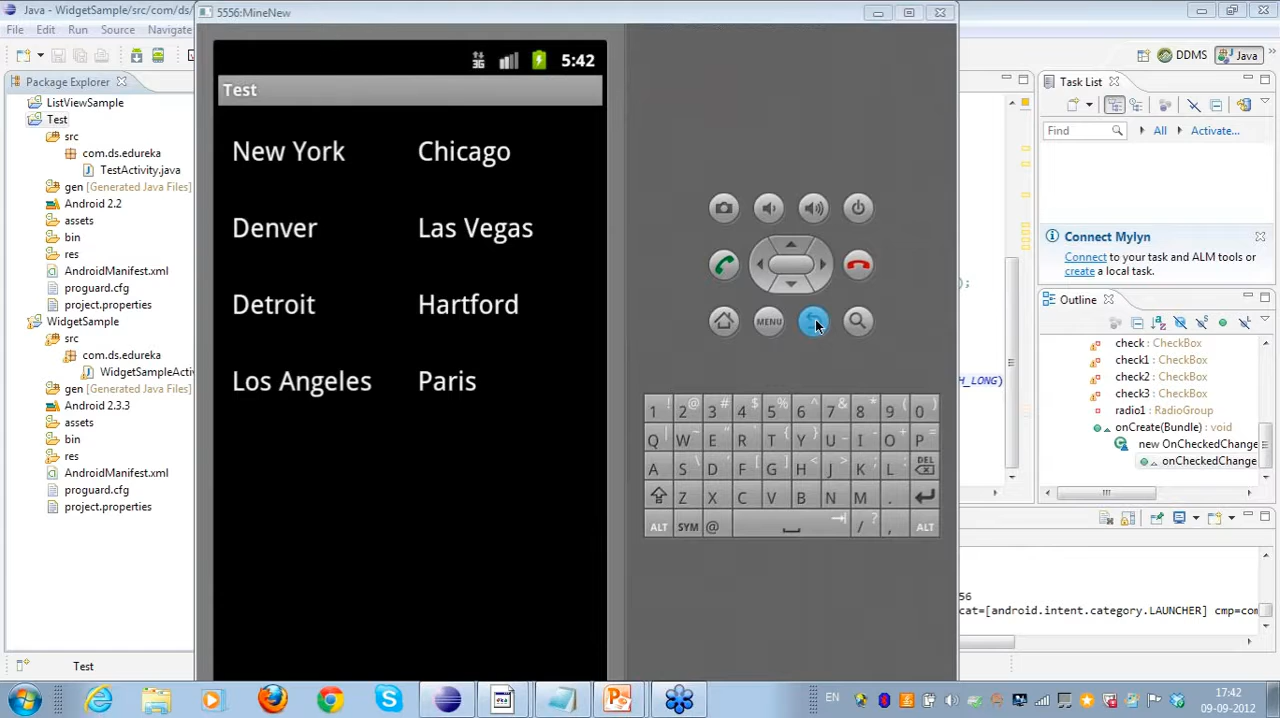 Java - WidgetSample/src/com/ds/
5556:MineNew
File Edit Run Source Navigate
DDMS
Java
Package Explorer
ListViewSample
Test
src
com.ds.edureka
TestActivity.java
gen [Generated Java Files]
Android 2.2
assets
bin
res
AndroidManifest.xml
proguard.cfg
project.properties
WidgetSample
src
com.ds.edureka
WidgetSampleActiv
gen [Generated Java Files]
Android 2.3.3
assets
bin
res
AndroidManifest.xml
proguard.cfg
project.properties
Test
3G 5:42
Test
New York Chicago
Denver Las Vegas
Detroit Hartford
Los Angeles Paris
MENU
1 ! 2 @ 3 # 4 $ 5 % 6 ^ 7 & 8 * 9 ( 0 )
Q W E R T { Y } U _ I - O + P =
A S \ D ' F [ G ] H < J > K ; L : DEL
Z X C V B N M .
ALT SYM @ / ? , ALT
);
H_LONG)
Task List
Find All Activate...
Connect Mylyn
Connect to your task and ALM tools or
create a local task.
Outline
check : CheckBox
check1 : CheckBox
check2 : CheckBox
check3 : CheckBox
radio1 : RadioGroup
onCreate(Bundle) : void
new OnCheckedChange
onCheckedChange
56
cat=[android.intent.category.LAUNCHER] cmp=com
EN
17:42
09-09-2012